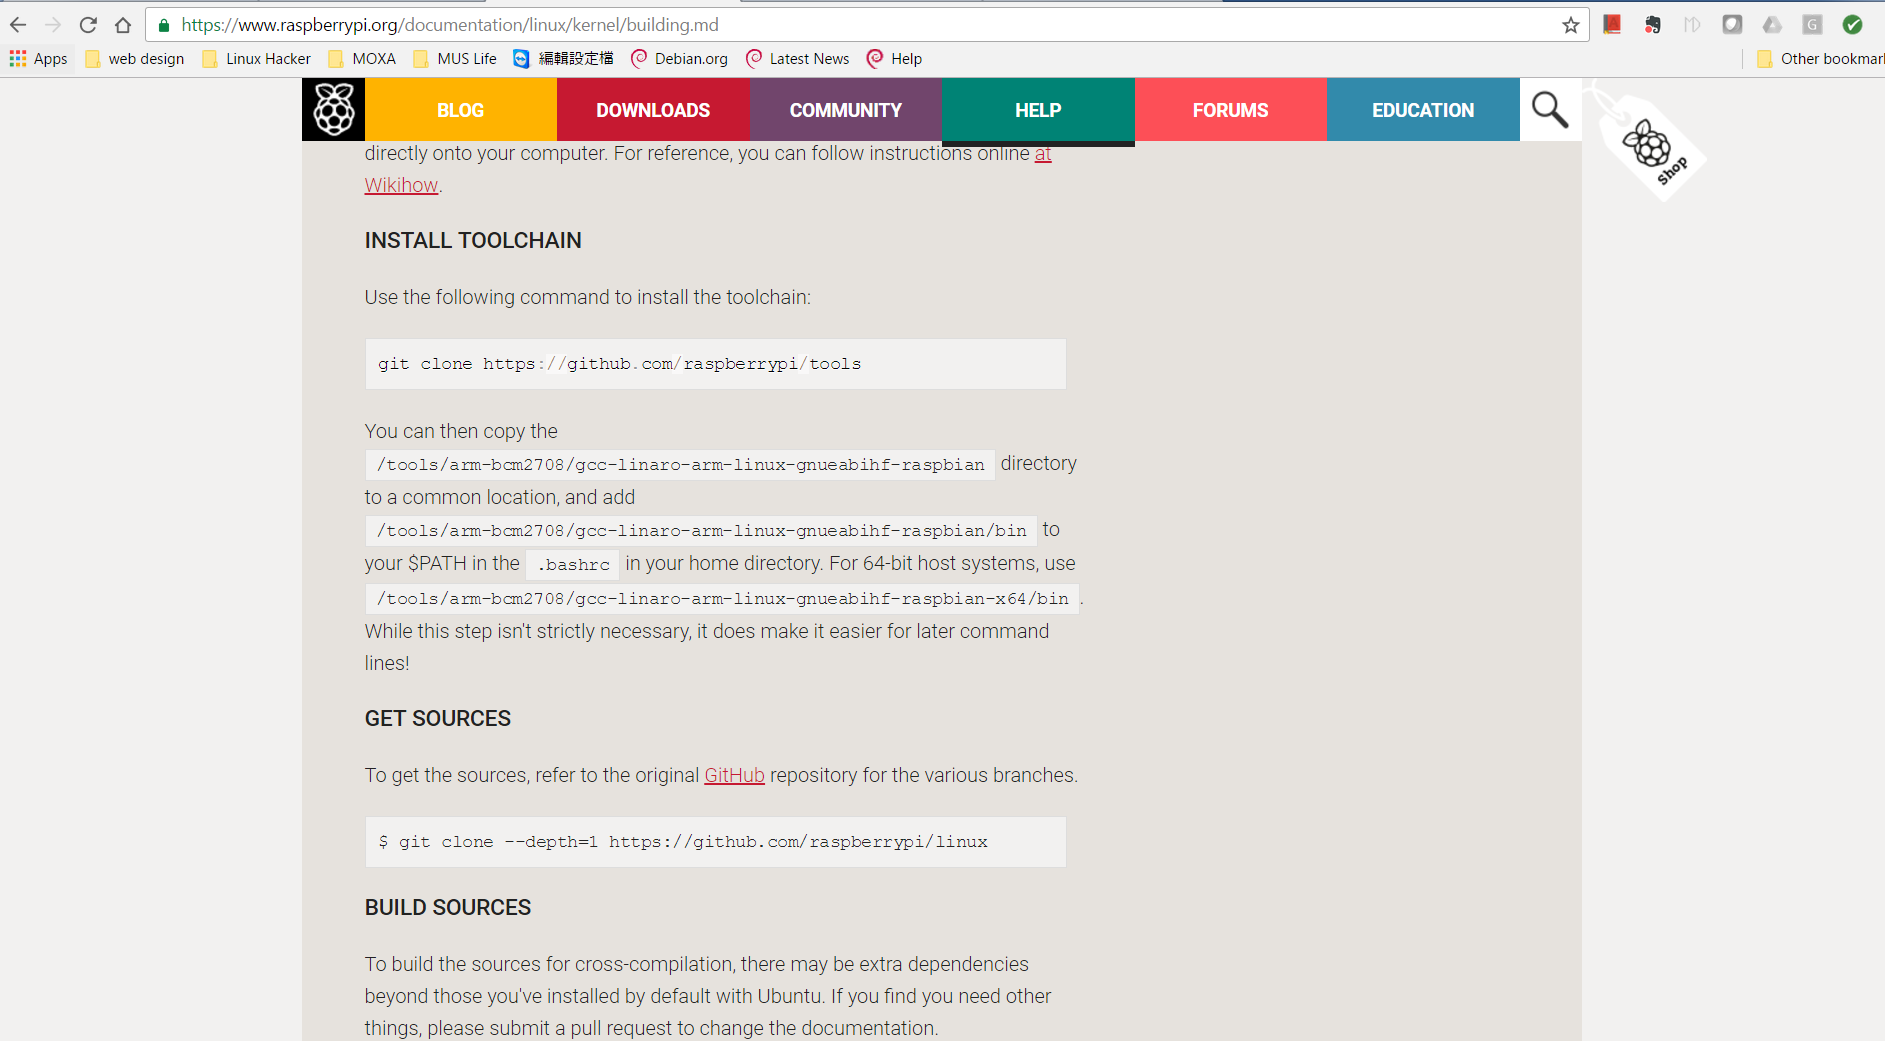 https://www.raspberrypi.org/documentation/linux/kernel/building.md
Apps web design Linux Hacker MOXA MUS Life 編輯設定檔 Debian.org Latest News Help Other bookmar
BLOG DOWNLOADS COMMUNITY HELP FORUMS EDUCATION
Shop
directly onto your computer. For reference, you can follow instructions online at
Wikihow.
INSTALL TOOLCHAIN
Use the following command to install the toolchain:
git clone https://github.com/raspberrypi/tools
You can then copy the
/tools/arm-bcm2708/gcc-linaro-arm-linux-gnueabihf-raspbian directory
to a common location, and add
/tools/arm-bcm2708/gcc-linaro-arm-linux-gnueabihf-raspbian/bin to
your $PATH in the .bashrc in your home directory. For 64-bit host systems, use
/tools/arm-bcm2708/gcc-linaro-arm-linux-gnueabihf-raspbian-x64/bin.
While this step isn't strictly necessary, it does make it easier for later command
lines!
GET SOURCES
To get the sources, refer to the original GitHub repository for the various branches.
$ git clone --depth=1 https://github.com/raspberrypi/linux
BUILD SOURCES
To build the sources for cross-compilation, there may be extra dependencies
beyond those you've installed by default with Ubuntu. If you find you need other
things, please submit a pull request to change the documentation.